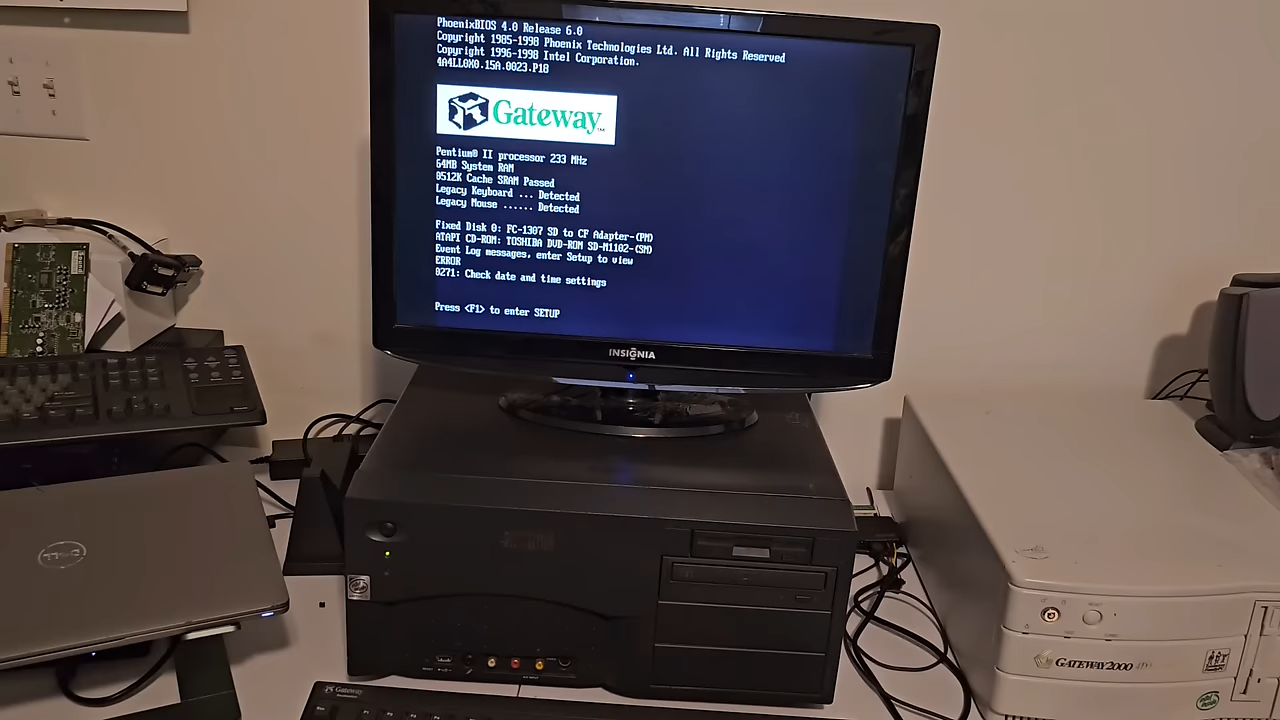 PhoenixBIOS 4.0 Release 6.0
Copyright 1985-1998 Phoenix Technologies Ltd. All Rights Reserved
Copyright 1996-1998 Intel Corporation.
4A4LL0X0.15A.0023.P18
Gateway
Pentium® II processor 233 MHz
64MB System RAM
0512K Cache SRAM Passed
Legacy Keyboard ... Detected
Legacy Mouse ...... Detected
Fixed Disk 0: FC-1307 SD to CF Adapter-(PM)
ATAPI CD-ROM: TOSHIBA DVD-ROM SD-M1102-(SM)
Event Log messages, enter Setup to view
ERROR
0271: Check date and time settings
Press <F1> to enter SETUP
INSIGNIA
DELL
GATEWAY2000
Gateway